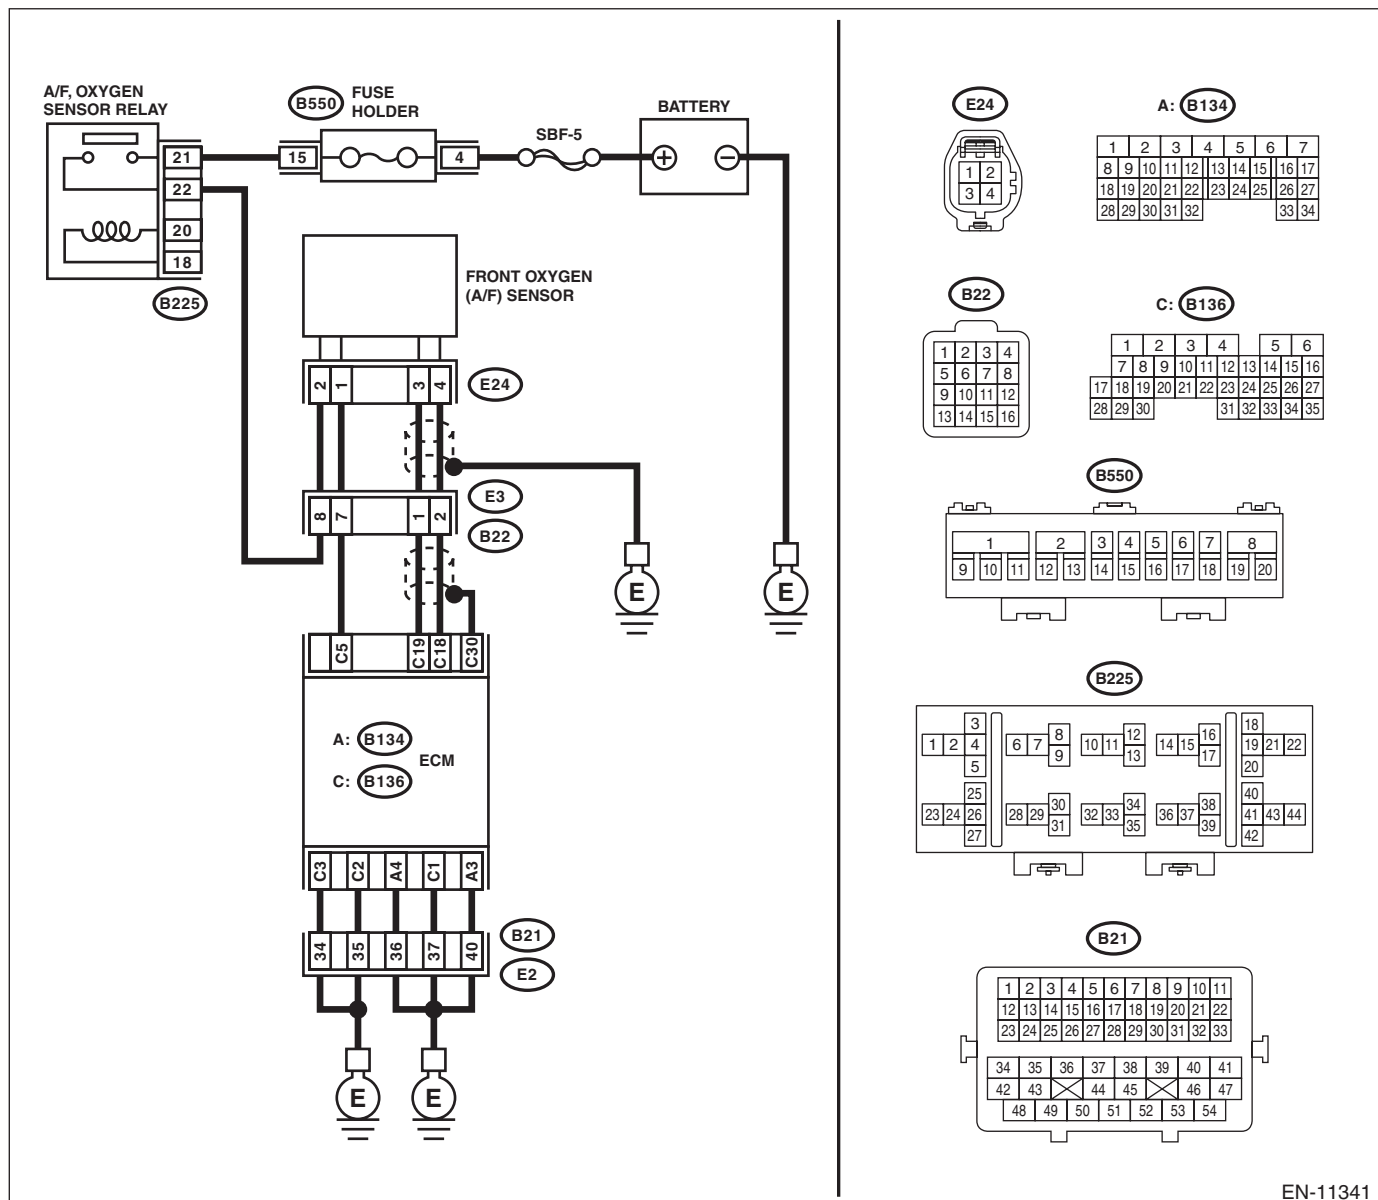 A/F, OXYGEN
SENSOR RELAY
B550
FUSE
HOLDER
SBF-5
BATTERY
21
15
4
+
−
22
20
18
B225
FRONT OXYGEN
(A/F) SENSOR
2 1 3 4
E24
E3
8 7 1 2
B22
E
E
C5 C19 C18 C30
A: B134
ECM
C: B136
C3 C2 A4 C1 A3
B21
34 35 36 37 40
E2
E
E
E24
1 2
3 4
A: B134
1 2 3 4 5 6 7
8 9 10 11 12 13 14 15 16 17
18 19 20 21 22 23 24 25 26 27
28 29 30 31 32 33 34
B22
1 2 3 4
5 6 7 8
9 10 11 12
13 14 15 16
C: B136
1 2 3 4 5 6
7 8 9 10 11 12 13 14 15 16
17 18 19 20 21 22 23 24 25 26 27
28 29 30 31 32 33 34 35
B550
1 2 3 4 5 6 7 8
9 10 11 12 13 14 15 16 17 18 19 20
B225
3 8 12 16 18
1 2 4 6 7 10 11 14 15 19 21 22
5 9 13 17 20
25 30 34 38 40
23 24 26 28 29 32 33 36 37 41 43 44
27 31 35 39 42
B21
1 2 3 4 5 6 7 8 9 10 11
12 13 14 15 16 17 18 19 20 21 22
23 24 25 26 27 28 29 30 31 32 33
34 35 36 37 38 39 40 41
42 43 44 45 46 47
48 49 50 51 52 53 54
EN-11341